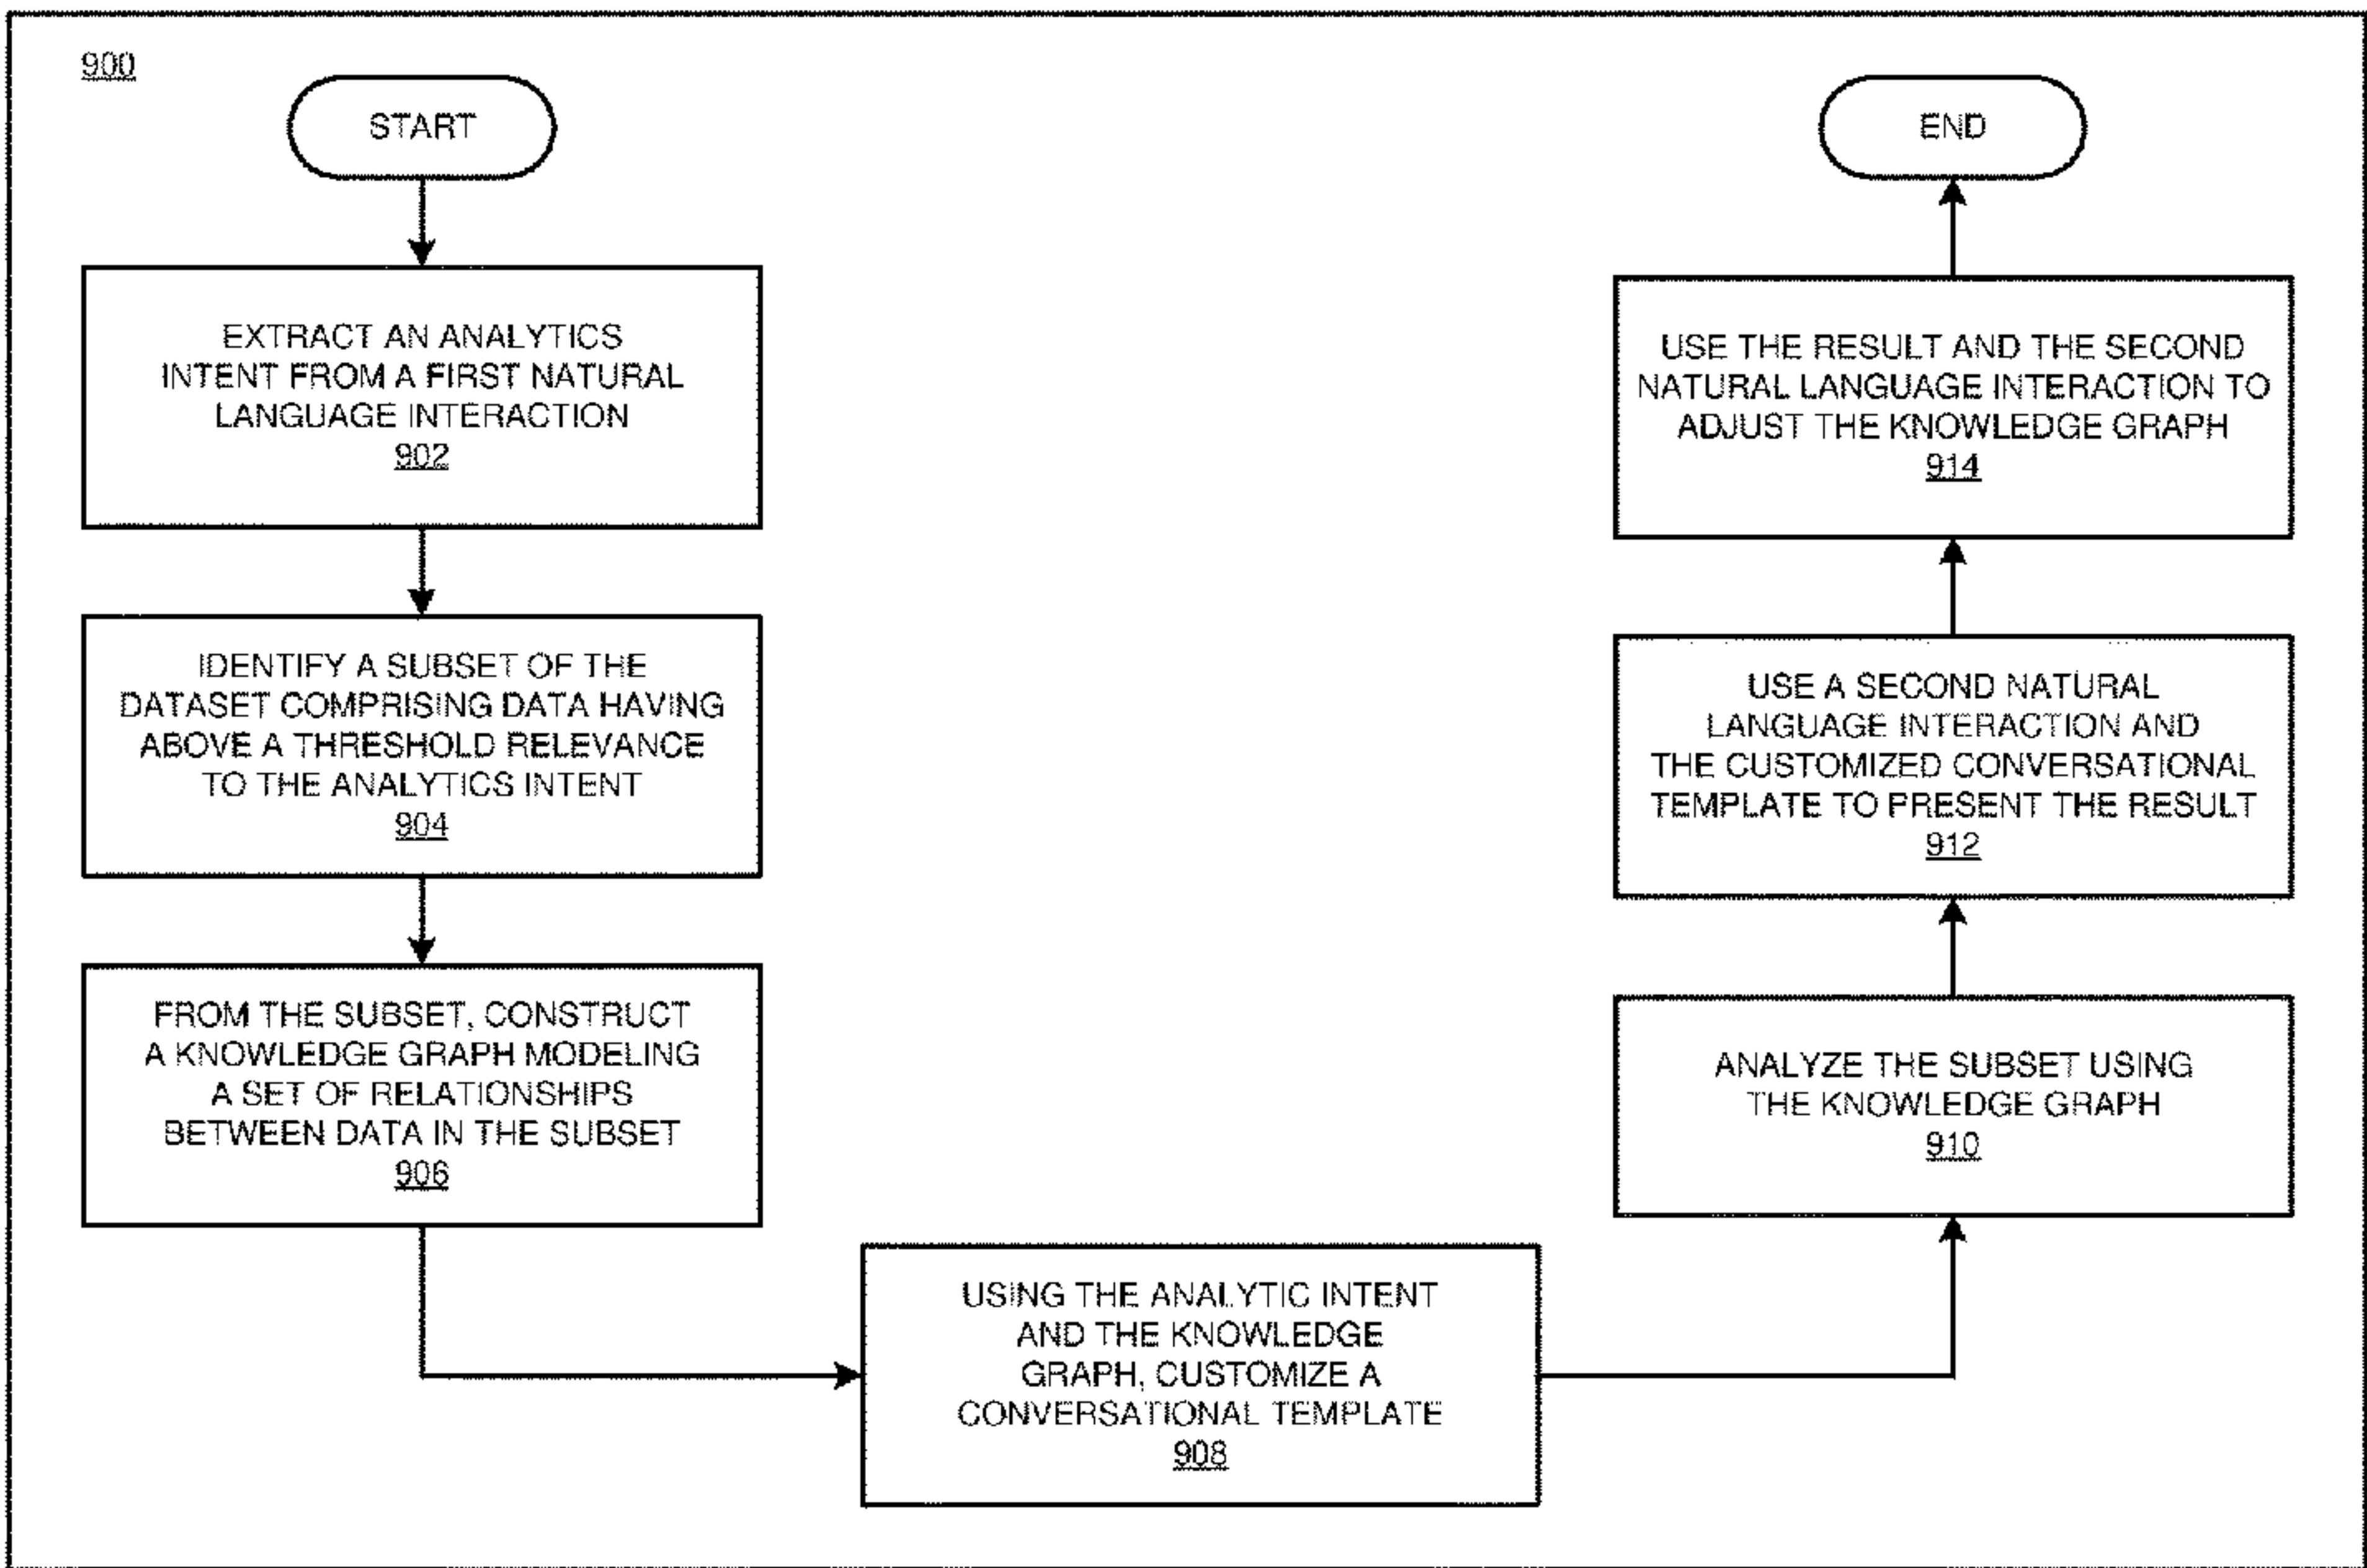 900
START
EXTRACT AN ANALYTICS
INTENT FROM A FIRST NATURAL
LANGUAGE INTERACTION
902
IDENTIFY A SUBSET OF THE
DATASET COMPRISING DATA HAVING
ABOVE A THRESHOLD RELEVANCE
TO THE ANALYTICS INTENT
904
FROM THE SUBSET, CONSTRUCT
A KNOWLEDGE GRAPH MODELING
A SET OF RELATIONSHIPS
BETWEEN DATA IN THE SUBSET
906
USING THE ANALYTIC INTENT
AND THE KNOWLEDGE
GRAPH, CUSTOMIZE A
CONVERSATIONAL TEMPLATE
908
ANALYZE THE SUBSET USING
THE KNOWLEDGE GRAPH
910
USE A SECOND NATURAL
LANGUAGE INTERACTION AND
THE CUSTOMIZED CONVERSATIONAL
TEMPLATE TO PRESENT THE RESULT
912
USE THE RESULT AND THE SECOND
NATURAL LANGUAGE INTERACTION TO
ADJUST THE KNOWLEDGE GRAPH
914
END